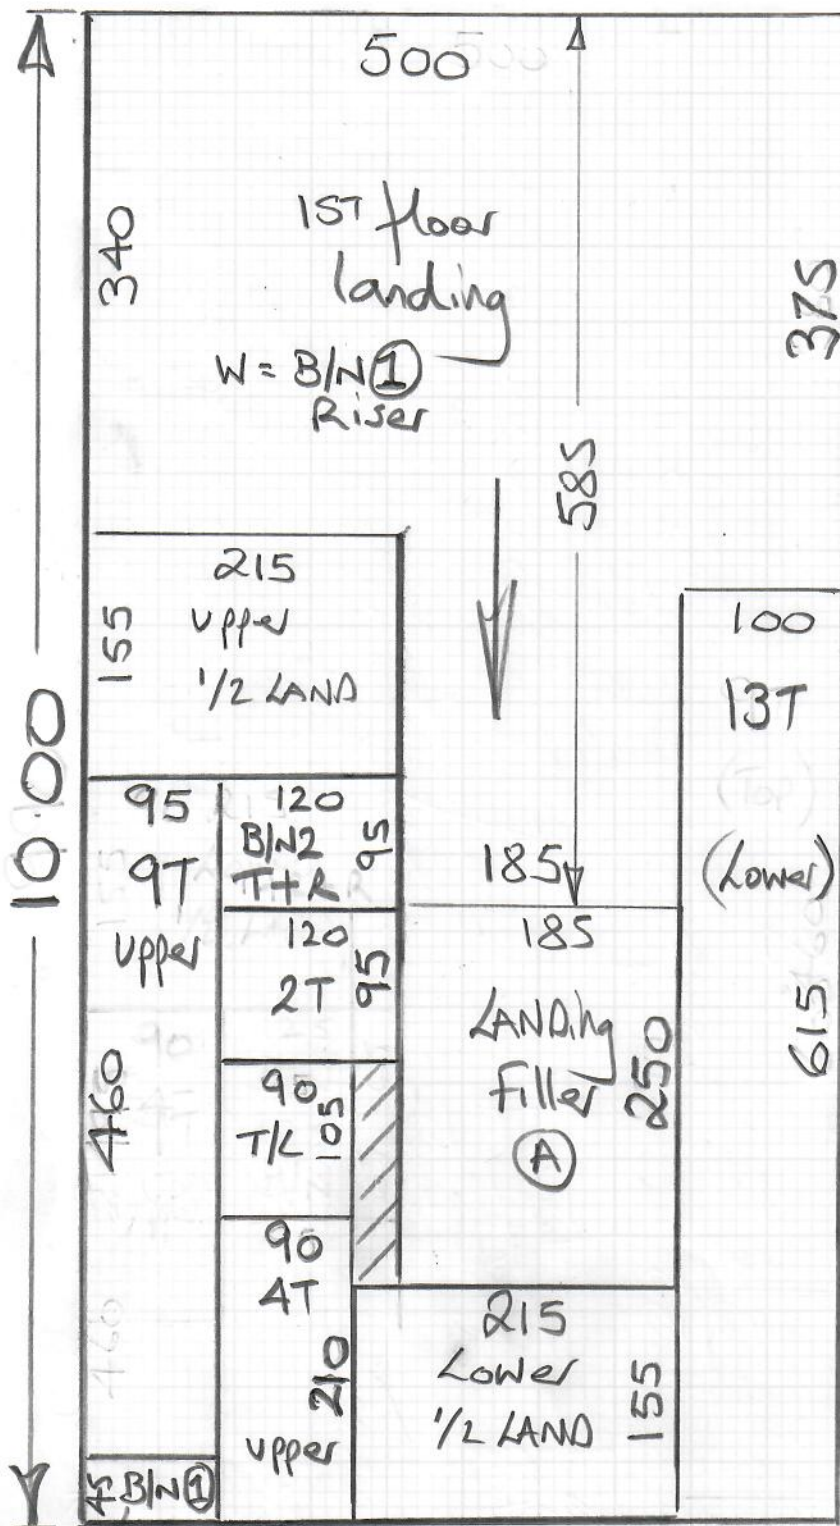 500
1ST floor
landing
W = B/N①
Riser
340
375
585
1000
215
upper
1/2 LAND
155
100
13T
(Lower)
615
95
9T
upper
460
120
B/N2
T+R
95
120
2T
95
185
185
LANDing
Filler
Ⓐ
250
90
T/L
105
90
4T
210
upper
215
Lower
1/2 LAND
155
45 B/N①